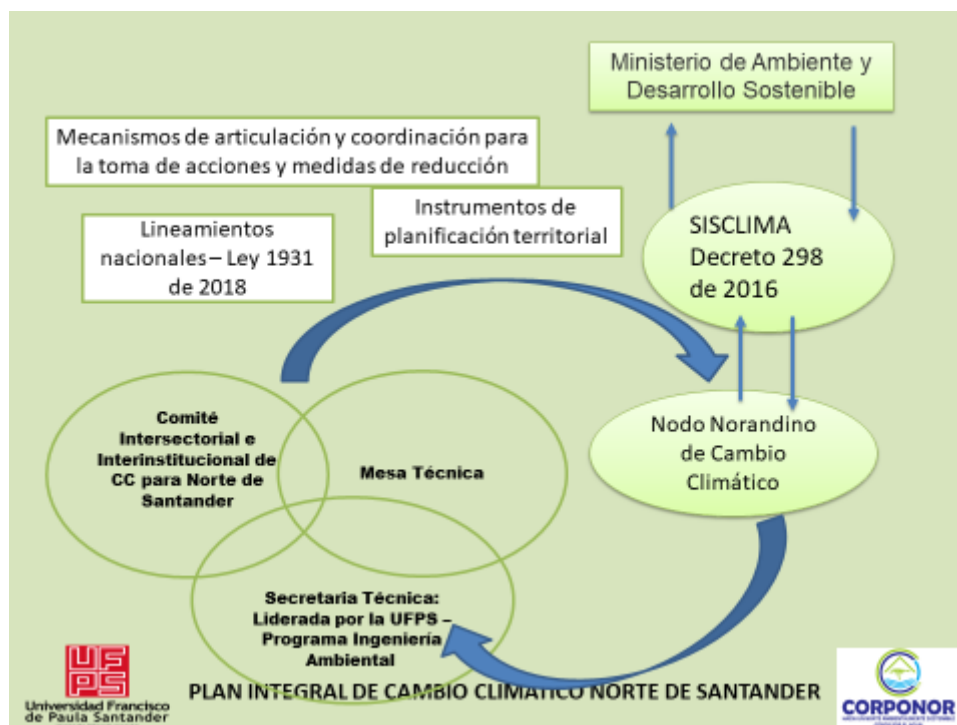 Ministerio de Ambiente y
Desarrollo Sostenible
Mecanismos de articulación y coordinación para
la toma de acciones y medidas de reducción
Instrumentos de
planificación territorial
Lineamientos
nacionales – Ley 1931
de 2018
SISCLIMA
Decreto 298
de 2016
Comité
Intersectorial e
Interinstitucional de
CC para Norte de
Santander
Mesa Técnica
Nodo Norandino
de Cambio
Climático
Secretaria Técnica:
Liderada por la UFPS –
Programa Ingeniería
Ambiental
UFPS
Universidad Francisco
de Paula Santander
PLAN INTEGRAL DE CAMBIO CLIMATICO NORTE DE SANTANDER
CORPONOR